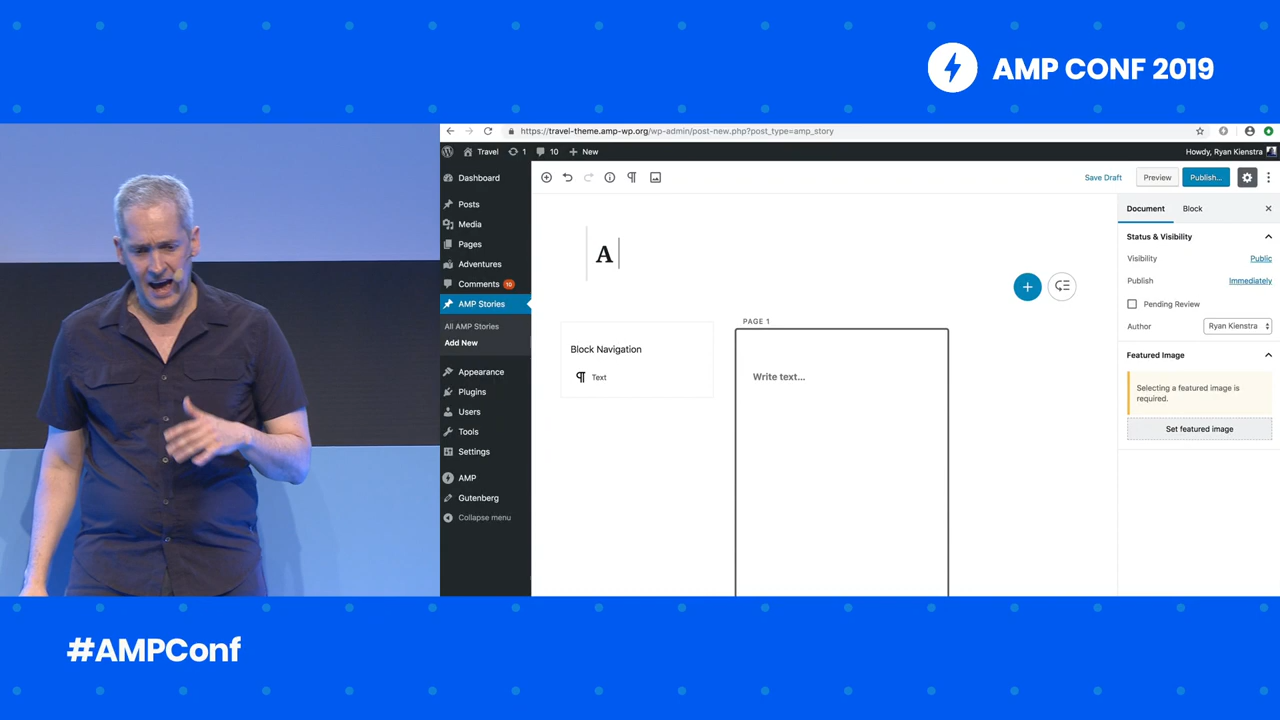 AMP CONF 2019
https://travel-theme.amp-wp.org/wp-admin/post-new.php?post_type=amp_story
Travel 1 10 New
Howdy, Ryan Kienstra
Dashboard
Posts
Media
Pages
Adventures
Comments 10
AMP Stories
All AMP Stories
Add New
Appearance
Plugins
Users
Tools
Settings
AMP
Gutenberg
Collapse menu
Save Draft
Preview
Publish...
A
Block Navigation
Text
PAGE 1
Write text...
Document
Block
Status & Visibility
Visibility Public
Publish Immediately
Pending Review
Author Ryan Kienstra
Featured Image
Selecting a featured image is
required.
Set featured image
#AMPConf